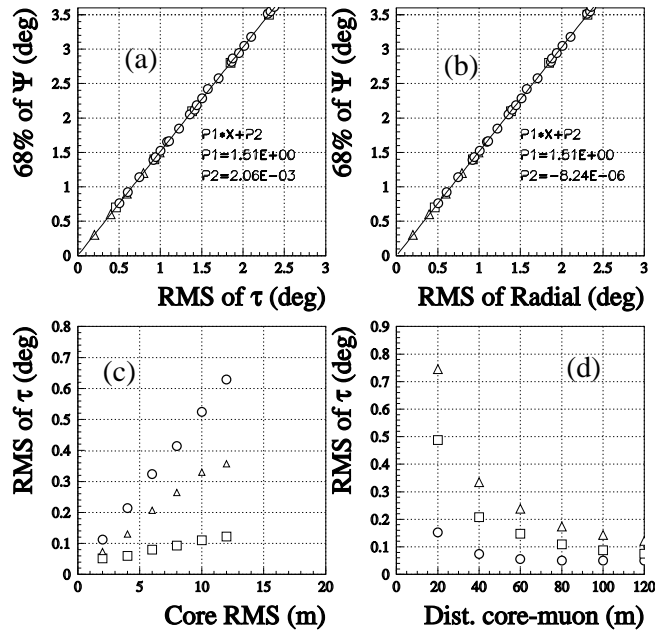 68% of Ψ (deg)
3.5
3
2.5
2
1.5
1
0.5
0
(a)
P1*X+P2
P1=1.51E+00
P2=2.06E-03
0 0.5 1 1.5 2 2.5 3
RMS of τ (deg)
68% of Ψ (deg)
3.5
3
2.5
2
1.5
1
0.5
0
(b)
P1*X+P2
P1=1.51E+00
P2=-8.24E-06
0 0.5 1 1.5 2 2.5 3
RMS of Radial (deg)
RMS of τ (deg)
0.8
0.7
0.6
0.5
0.4
0.3
0.2
0.1
0
(c)
0 5 10 15 20
Core RMS (m)
RMS of τ (deg)
0.9
0.8
0.7
0.6
0.5
0.4
0.3
0.2
0.1
0
(d)
0 20 40 60 80 100 120
Dist. core-muon (m)